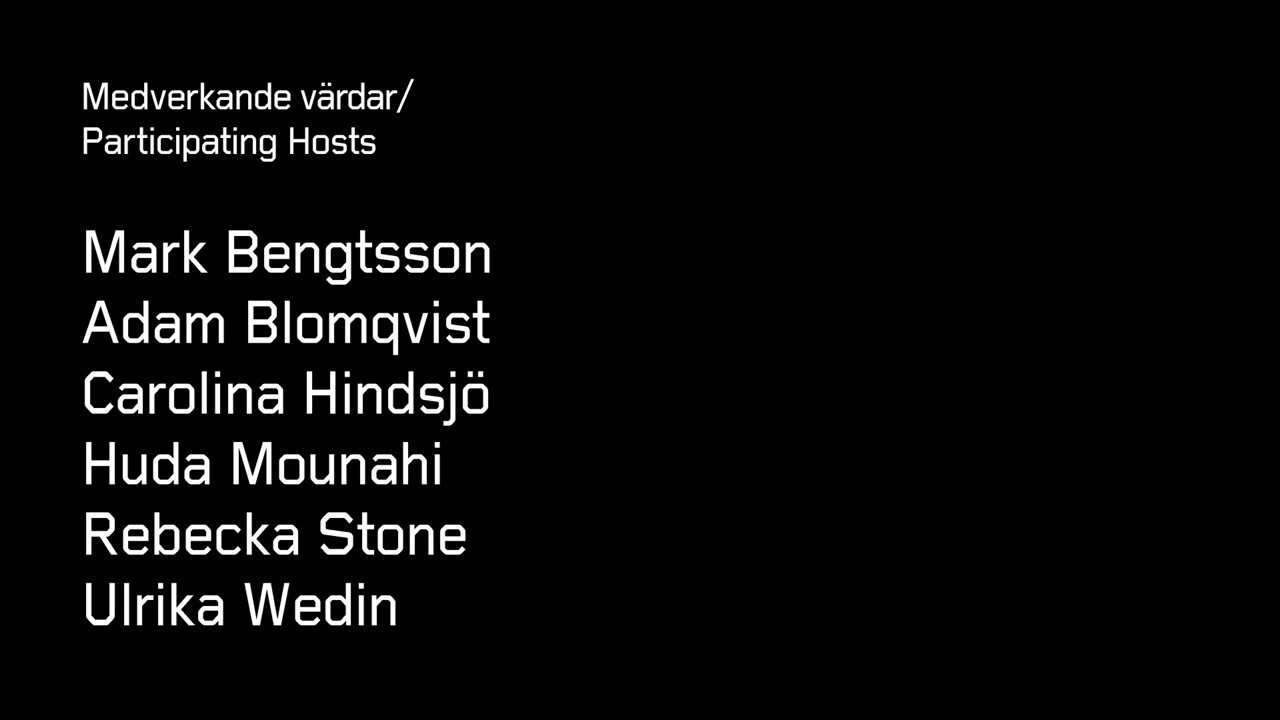 Medverkande värdar/
Participating Hosts
Mark Bengtsson
Adam Blomqvist
Carolina Hindsjö
Huda Mounahi
Rebecka Stone
Ulrika Wedin